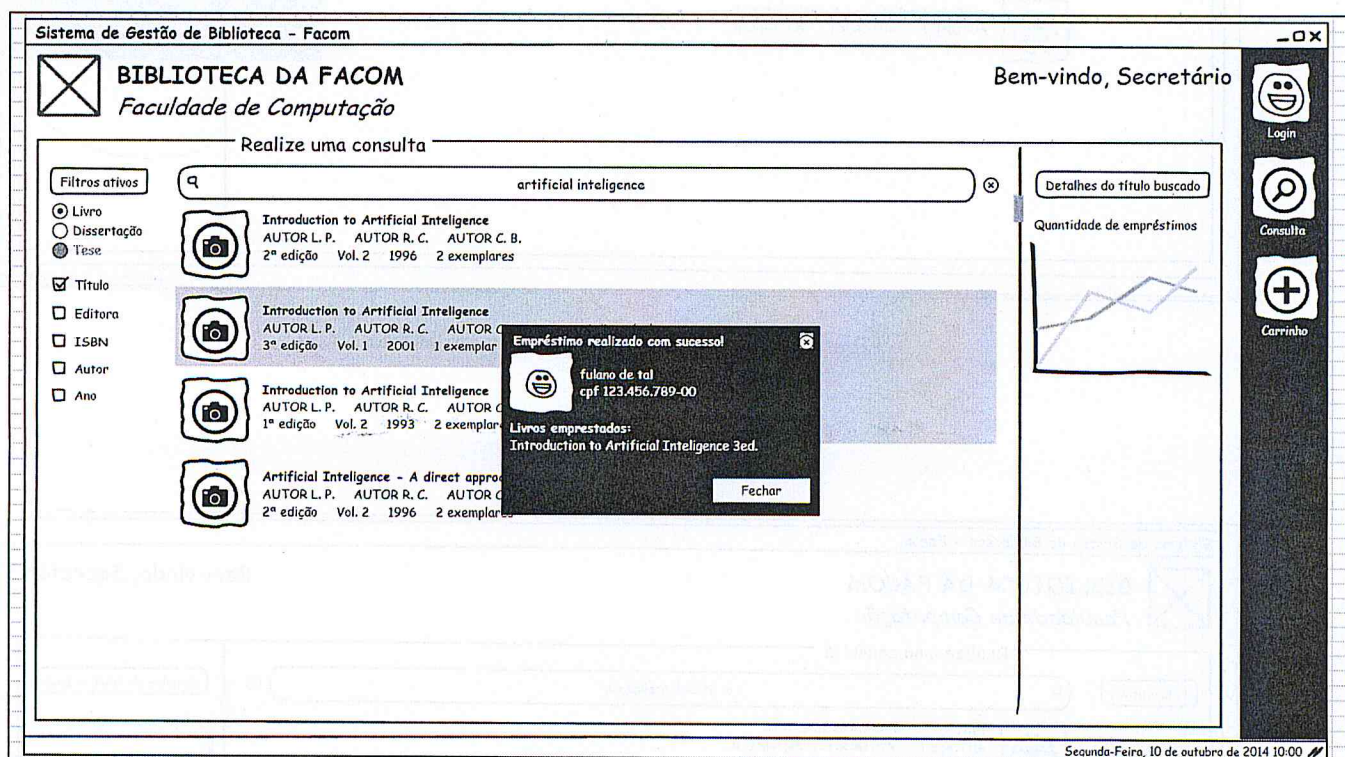 Sistema de Gestão de Biblioteca - Facom
BIBLIOTECA DA FACOM
Faculdade de Computação
Bem-vindo, Secretário
Login
Consulta
Carrinho
Realize uma consulta
Filtros ativos
Livro
Dissertação
Tese
Título
Editora
ISBN
Autor
Ano
artificial inteligence
Introduction to Artificial Inteligence
AUTOR L. P. AUTOR R. C. AUTOR C. B.
2ª edição Vol. 2 1996 2 exemplares
Introduction to Artificial Inteligence
AUTOR L. P. AUTOR R. C. AUTOR
3ª edição Vol. 1 2001 1 exemplar
Introduction to Artificial Inteligence
AUTOR L. P. AUTOR R. C. AUTOR
1ª edição Vol. 2 1993 2 exemplar
Artificial Inteligence - A direct approa
AUTOR L. P. AUTOR R. C. AUTOR
2ª edição Vol. 2 1996 2 exemplares
Empréstimo realizado com sucesso!
fulano de tal
cpf 123.456.789-00
Livros emprestados:
Introduction to Artificial Inteligence 3ed.
Fechar
Detalhes do título buscado
Quantidade de empréstimos
Segunda-Feira, 10 de outubro de 2014 10:00